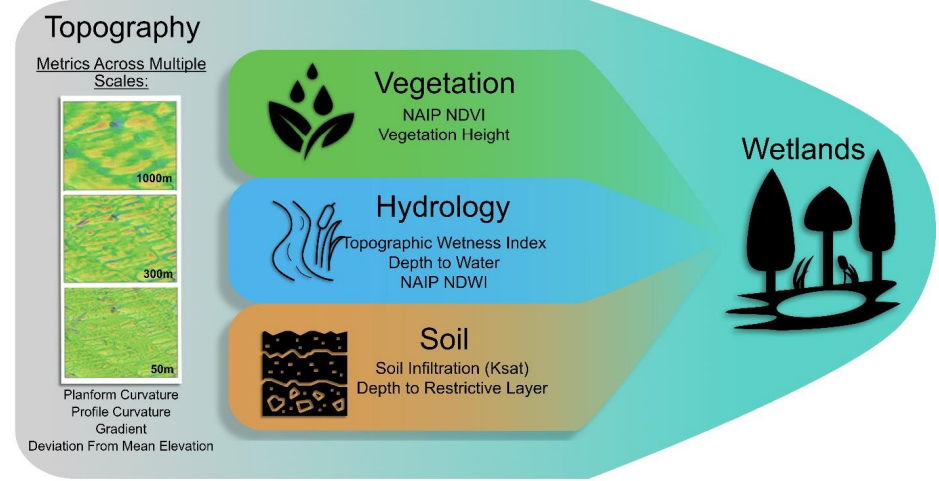 Topography
Metrics Across Multiple
Scales:
1000m
300m
50m
Planform Curvature
Profile Curvature
Gradient
Deviation From Mean Elevation
Vegetation
NAIP NDVI
Vegetation Height
Hydrology
Topographic Wetness Index
Depth to Water
NAIP NDWI
Soil
Soil Infiltration (Ksat)
Depth to Restrictive Layer
Wetlands